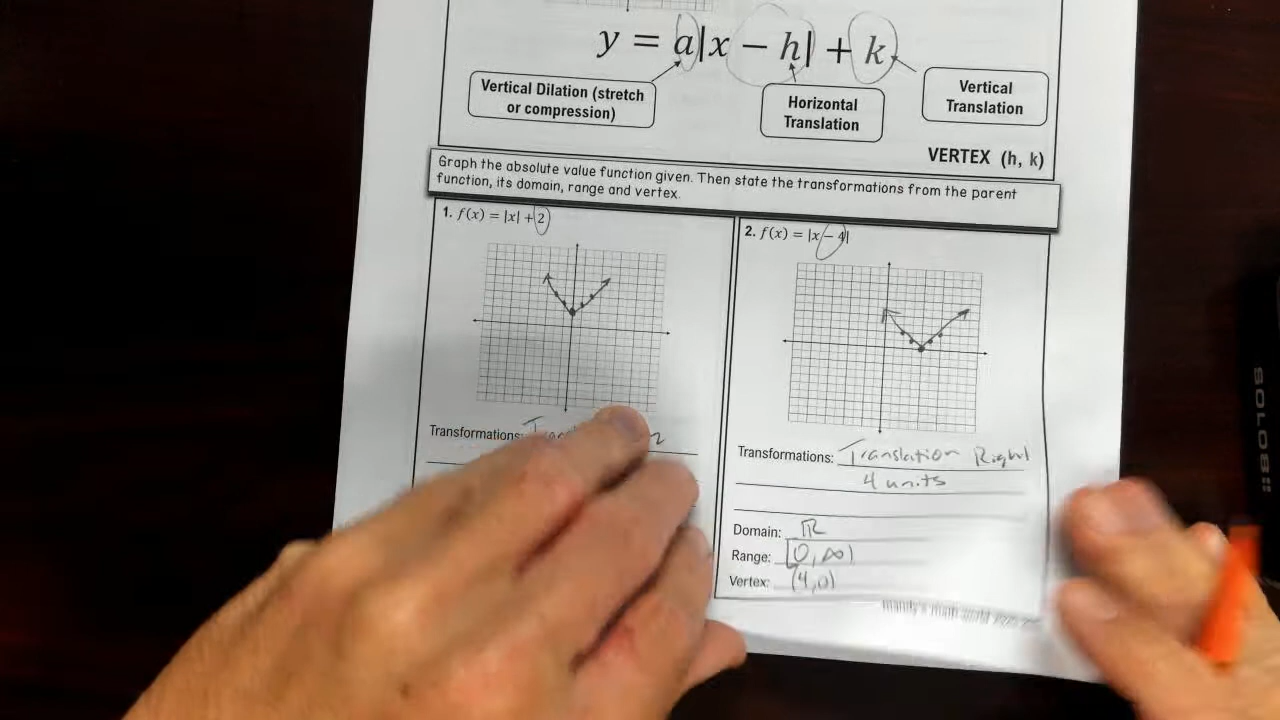 y = a|x − h| + k
Vertical Dilation (stretch
or compression)
Horizontal
Translation
Vertical
Translation
VERTEX (h, k)
Graph the absolute value function given. Then state the transformations from the parent
function, its domain, range and vertex.
1. f(x) = |x| + 2
Transformations:
2
2. f(x) = |x − 4|
Transformations: Translation Right
4 units
Domain: ℝ
Range: [0, ∞)
Vertex: (4,0)
SOLOB